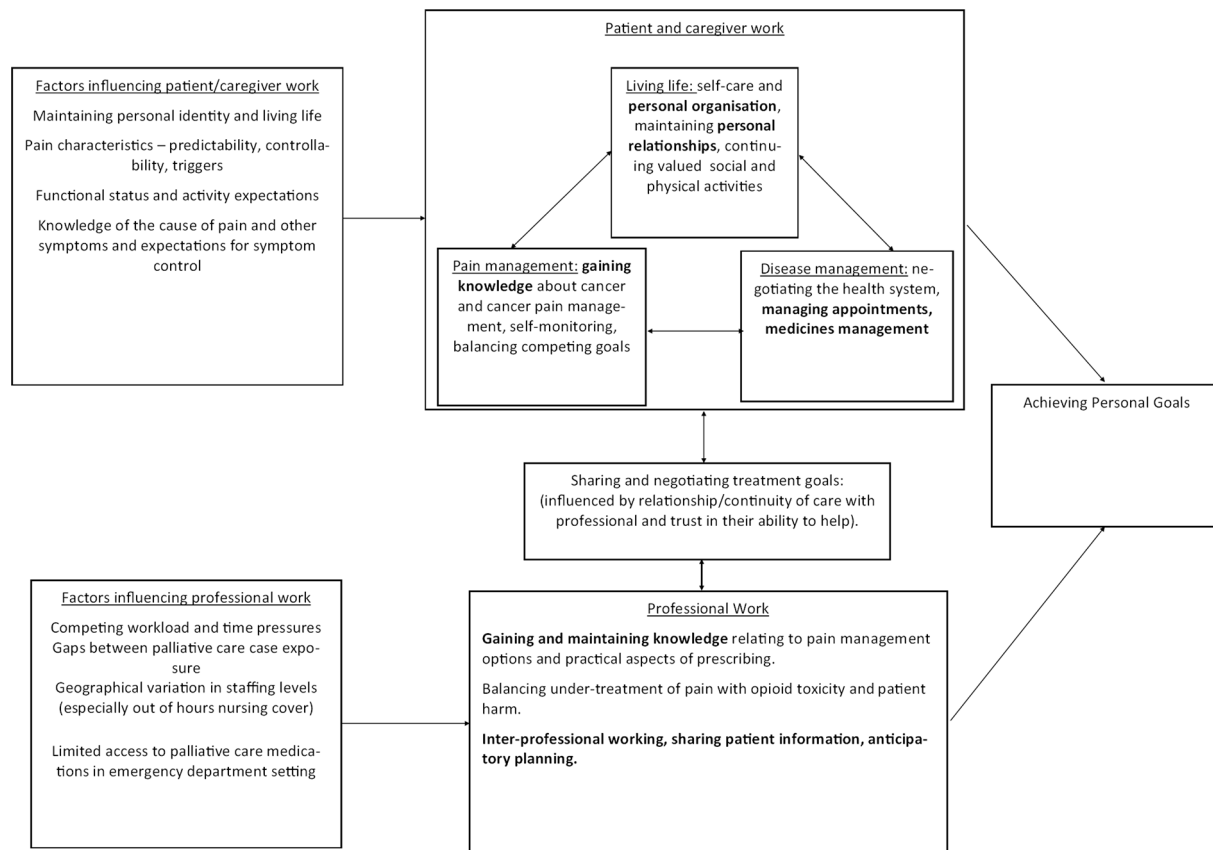 Patient and caregiver work
Factors influencing patient/caregiver work
Maintaining personal identity and living life
Pain characteristics – predictability, controlla-
bility, triggers
Functional status and activity expectations
Knowledge of the cause of pain and other
symptoms and expectations for symptom
control
Living life: self-care and
personal organisation,
maintaining personal
relationships, continu-
ing valued social and
physical activities
Pain management: gaining
knowledge about cancer
and cancer pain manage-
ment, self-monitoring,
balancing competing goals
Disease management: ne-
gotiating the health system,
managing appointments,
medicines management
Achieving Personal Goals
Sharing and negotiating treatment goals:
(influenced by relationship/continuity of care with
professional and trust in their ability to help).
Factors influencing professional work
Competing workload and time pressures
Gaps between palliative care case expo-
sure
Geographical variation in staffing levels
(especially out of hours nursing cover)
Limited access to palliative care medica-
tions in emergency department setting
Professional Work
Gaining and maintaining knowledge relating to pain management
options and practical aspects of prescribing.
Balancing under-treatment of pain with opioid toxicity and patient
harm.
Inter-professional working, sharing patient information, anticipa-
tory planning.